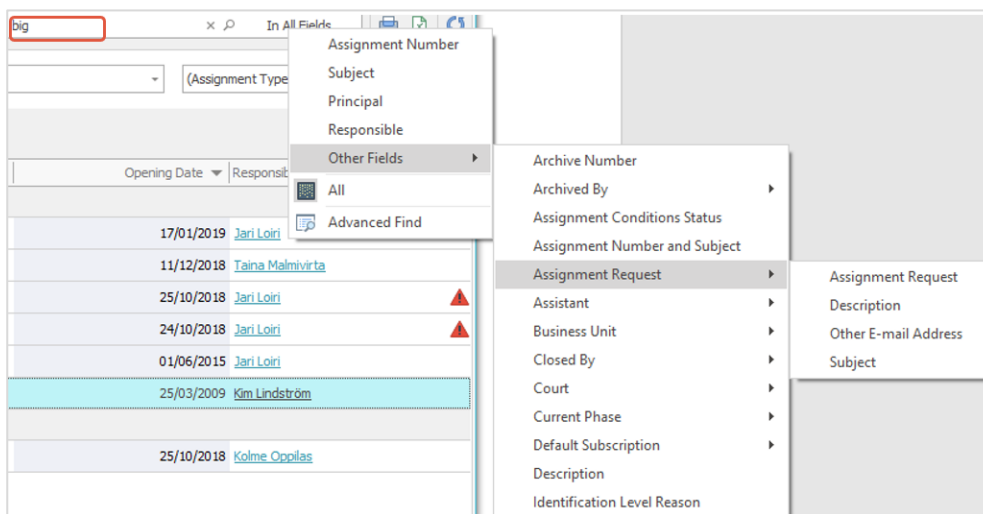 big
In All Fields
(Assignment Type
Opening Date
Responsib
17/01/2019 Jari Loiri
11/12/2018 Taina Malmivirta
25/10/2018 Jari Loiri
24/10/2018 Jari Loiri
01/06/2015 Jari Loiri
25/03/2009 Kim Lindström
25/10/2018 Kolme Oppilas
Assignment Number
Subject
Principal
Responsible
Other Fields
All
Advanced Find
Archive Number
Archived By
Assignment Conditions Status
Assignment Number and Subject
Assignment Request
Assistant
Business Unit
Closed By
Court
Current Phase
Default Subscription
Description
Identification Level Reason
Assignment Request
Description
Other E-mail Address
Subject